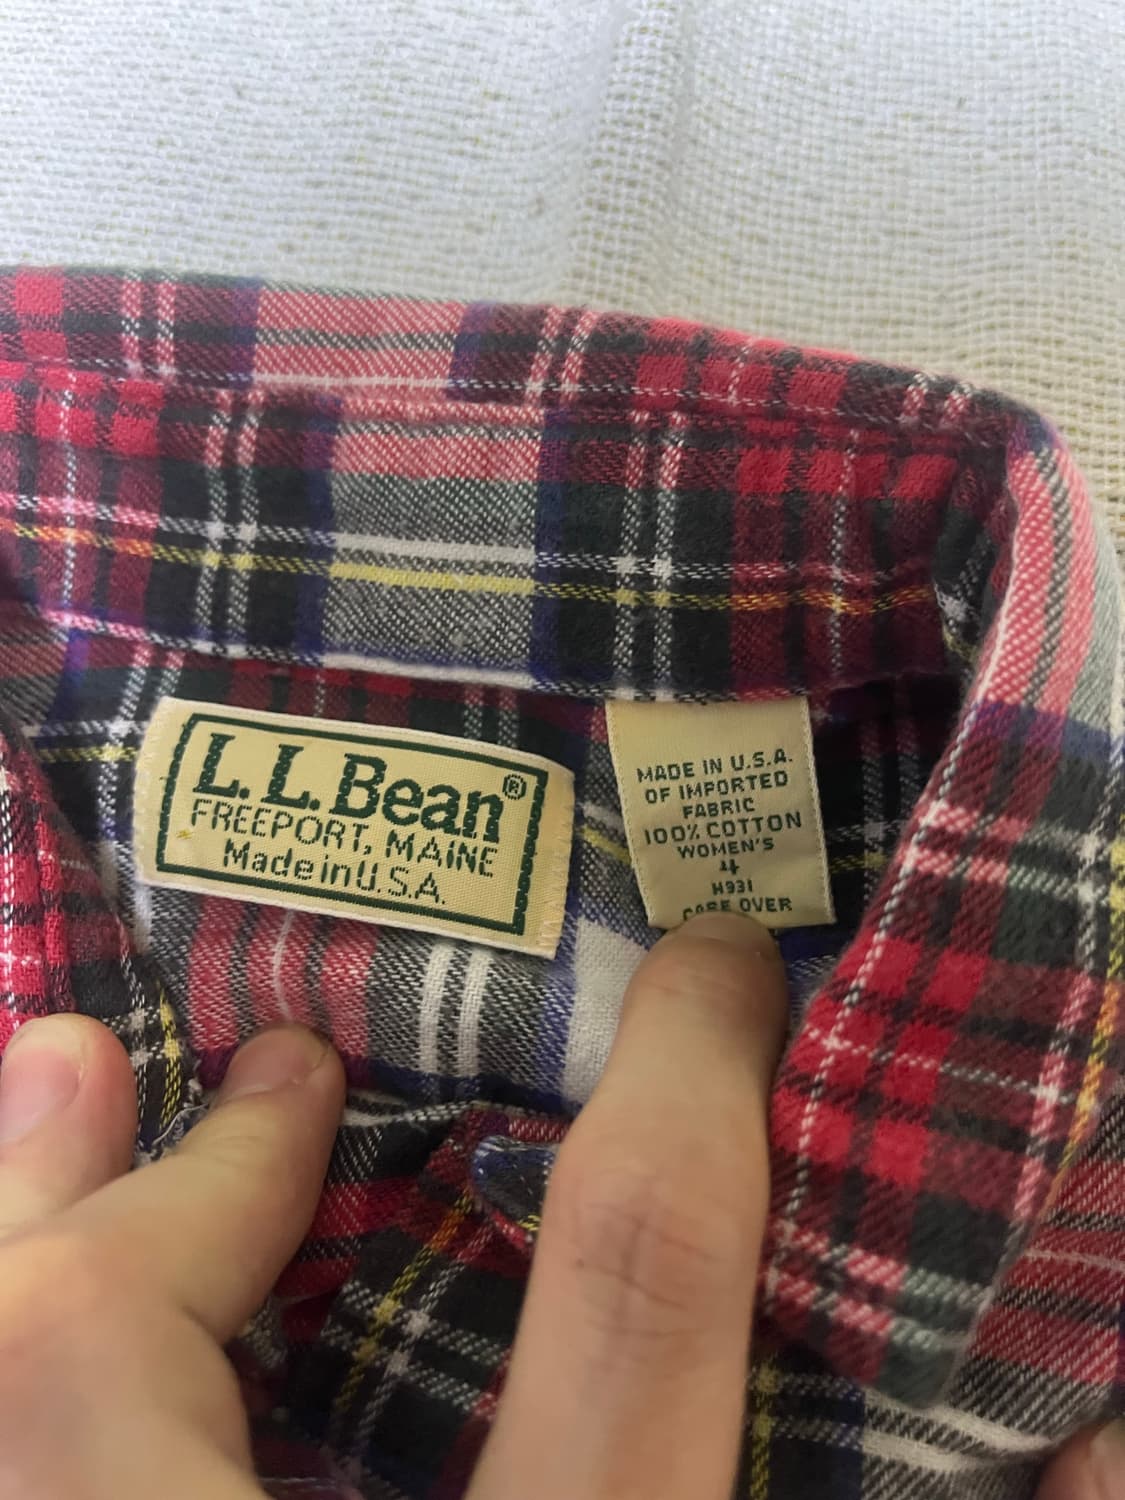 L.L.Bean®
FREEPORT, MAINE
Made in U.S.A.
MADE IN U.S.A.
OF IMPORTED
FABRIC
100% COTTON
WOMEN'S
4
H931
CARE OVER